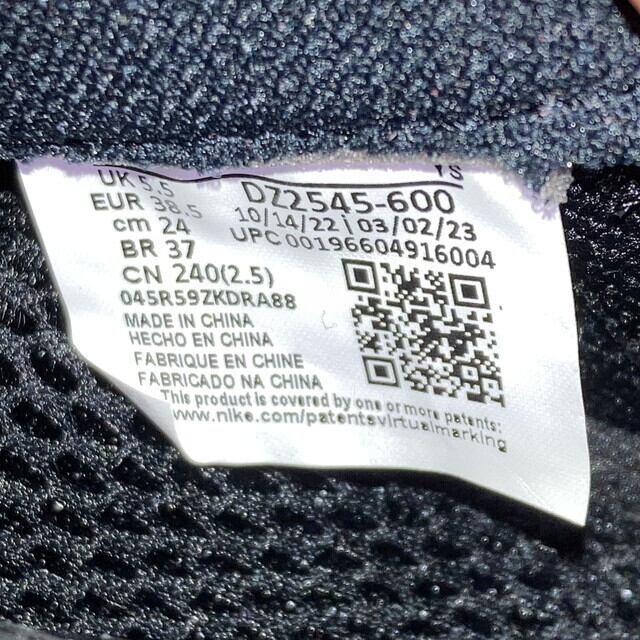 UK 5.5
YS
EUR 38.5
DZ2545-600
cm 24
10/14/22 | 03/02/23
BR 37
UPC 00196604916004
CN 240(2.5)
045R59ZKDRA88
MADE IN CHINA
HECHO EN CHINA
FABRIQUE EN CHINE
FABRICADO NA CHINA
This product is covered by one or more patents:
www.nike.com/patentsvirtualmarking